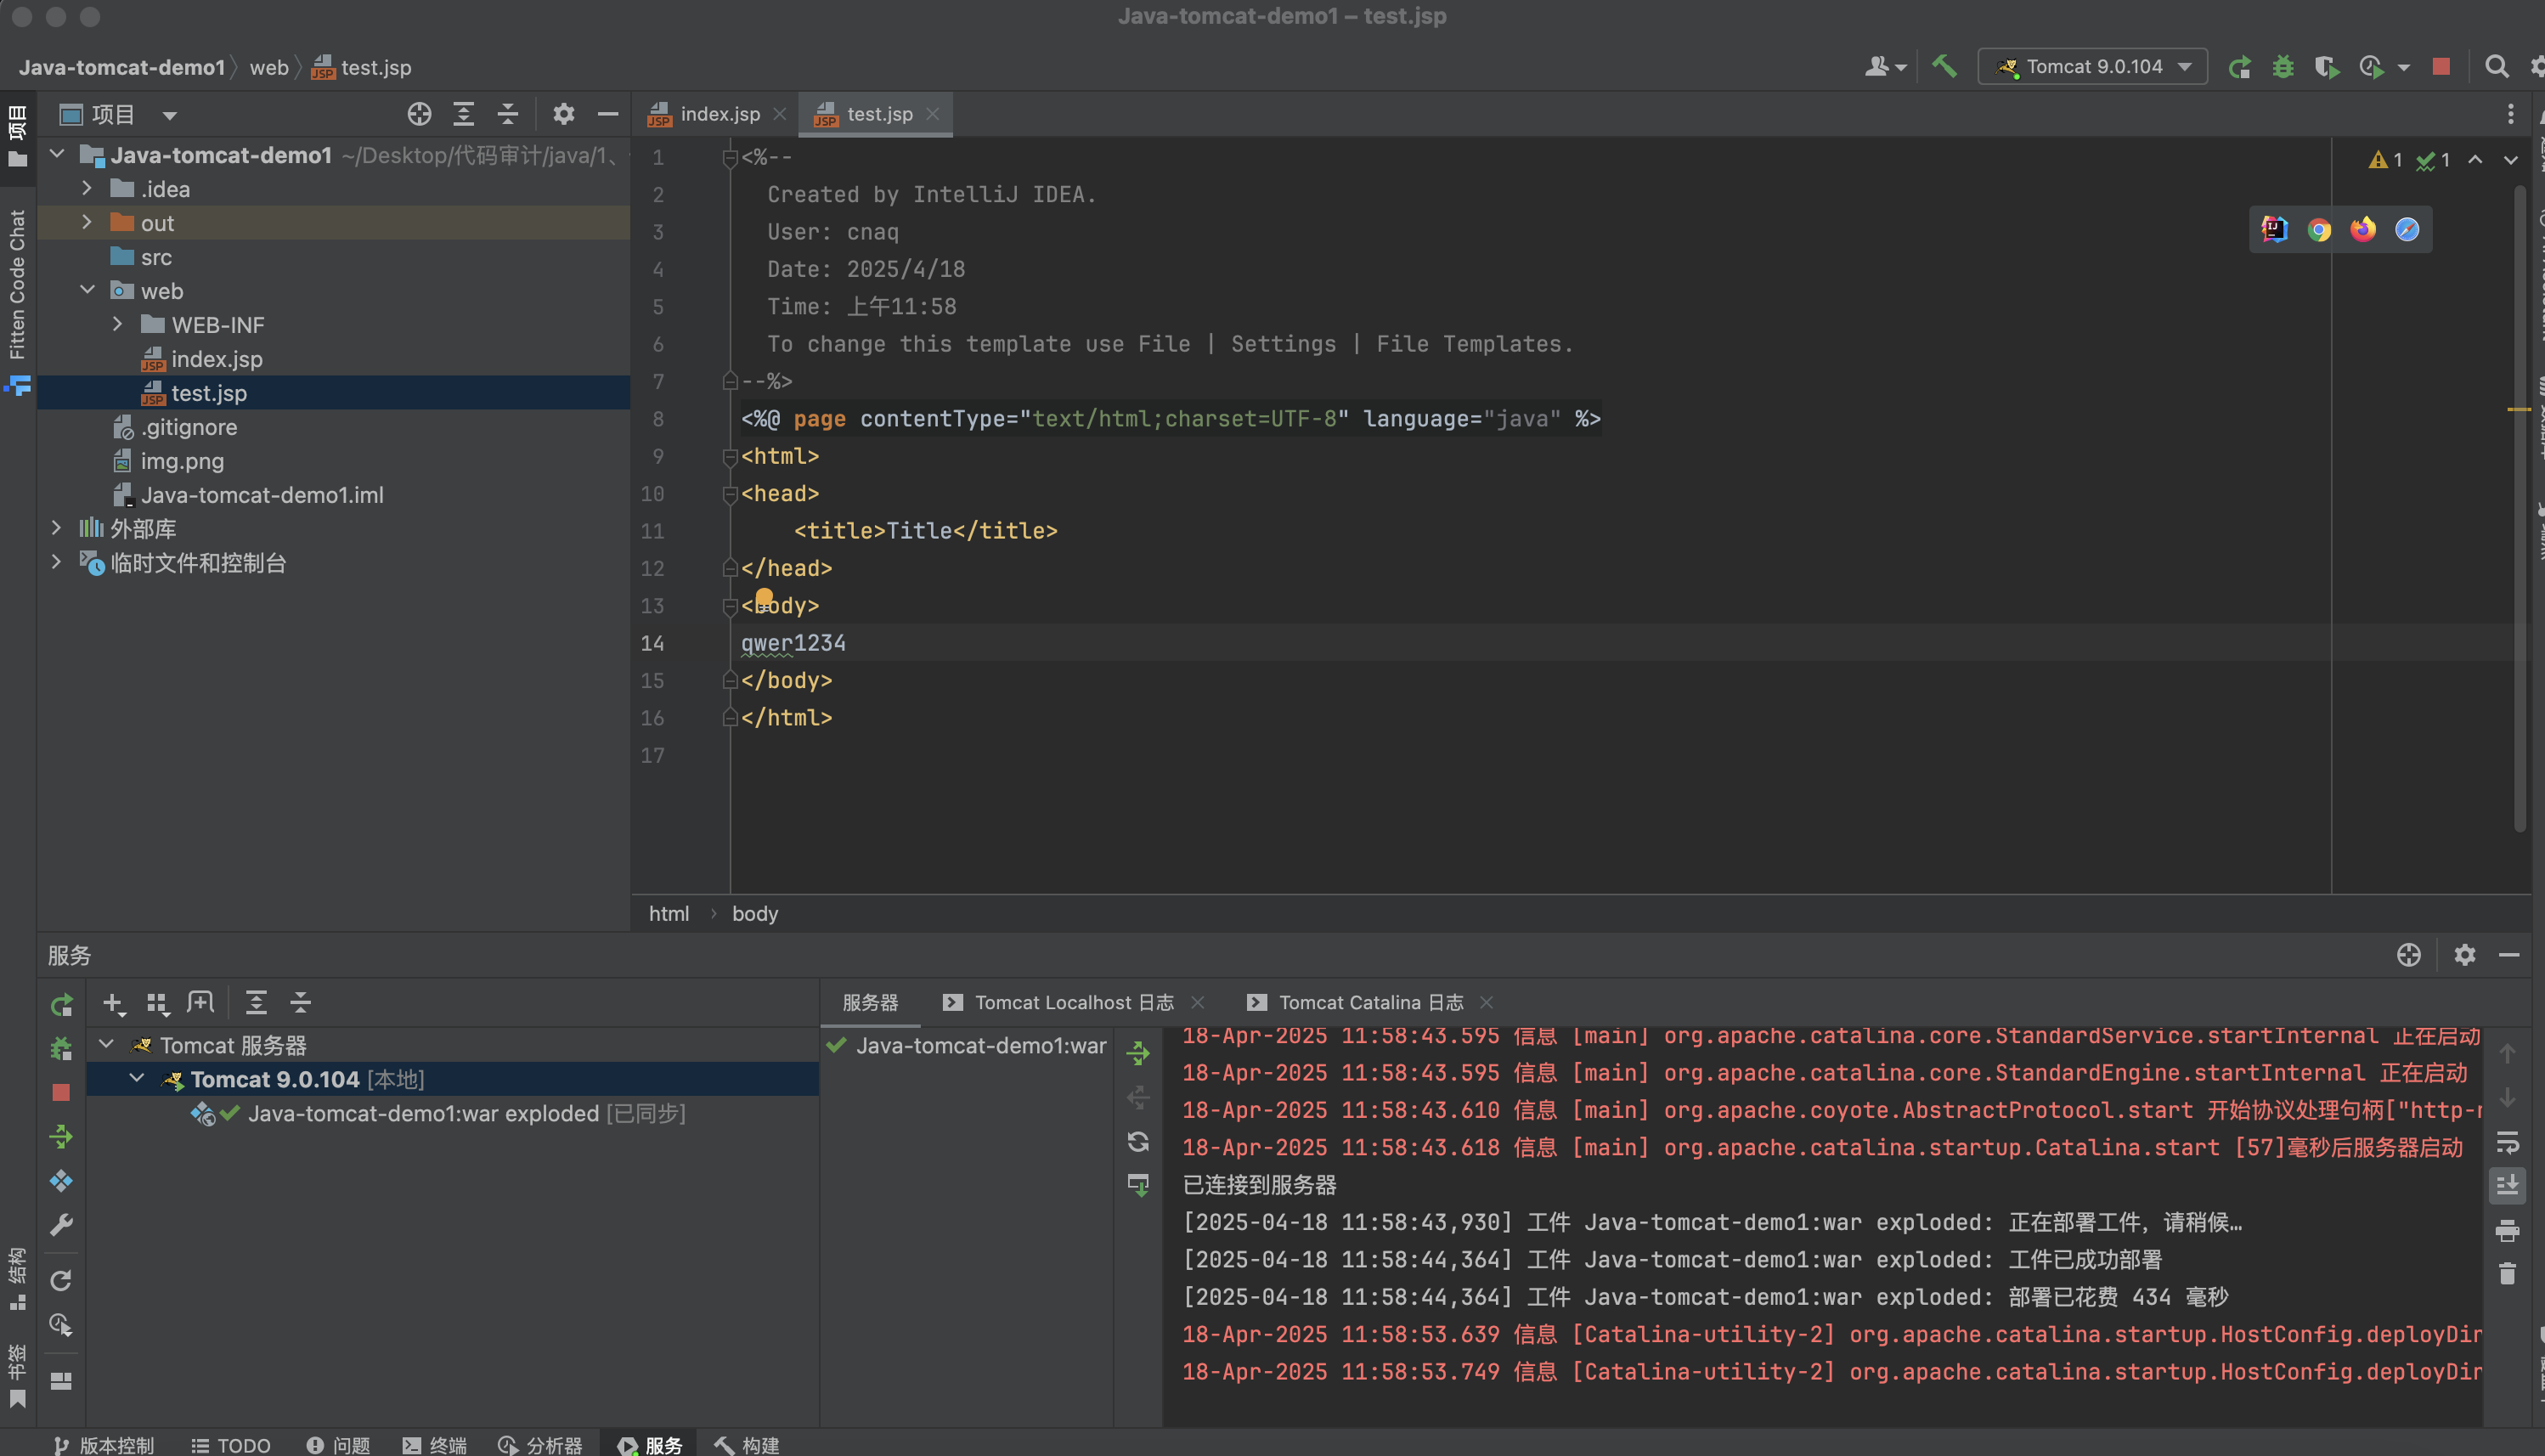 Java-tomcat-demo1 – test.jsp
Java-tomcat-demo1 web test.jsp
Tomcat 9.0.104
项目
index.jsp
test.jsp
项目
Fitten Code Chat
结构
书签
Java-tomcat-demo1 ~/Desktop/代码审计/java/1、
.idea
out
src
web
WEB-INF
index.jsp
test.jsp
.gitignore
img.png
Java-tomcat-demo1.iml
外部库
临时文件和控制台
1 <%--
2 Created by IntelliJ IDEA.
3 User: cnaq
4 Date: 2025/4/18
5 Time: 上午11:58
6 To change this template use File | Settings | File Templates.
7 --%>
8 <%@ page contentType="text/html;charset=UTF-8" language="java" %>
9 <html>
10 <head>
11 <title>Title</title>
12 </head>
13 <body>
14 qwer1234
15 </body>
16 </html>
17
1 1
html body
服务
服务器
Tomcat Localhost 日志
Tomcat Catalina 日志
Tomcat 服务器
Tomcat 9.0.104 [本地]
Java-tomcat-demo1:war exploded [已同步]
Java-tomcat-demo1:war
18-Apr-2025 11:58:43.595 信息 [main] org.apache.catalina.core.StandardService.startInternal 正在启动
18-Apr-2025 11:58:43.595 信息 [main] org.apache.catalina.core.StandardEngine.startInternal 正在启动
18-Apr-2025 11:58:43.610 信息 [main] org.apache.coyote.AbstractProtocol.start 开始协议处理句柄["http-n
18-Apr-2025 11:58:43.618 信息 [main] org.apache.catalina.startup.Catalina.start [57]毫秒后服务器启动
已连接到服务器
[2025-04-18 11:58:43,930] 工件 Java-tomcat-demo1:war exploded: 正在部署工件，请稍候…
[2025-04-18 11:58:44,364] 工件 Java-tomcat-demo1:war exploded: 工件已成功部署
[2025-04-18 11:58:44,364] 工件 Java-tomcat-demo1:war exploded: 部署已花费 434 毫秒
18-Apr-2025 11:58:53.639 信息 [Catalina-utility-2] org.apache.catalina.startup.HostConfig.deployDir
18-Apr-2025 11:58:53.749 信息 [Catalina-utility-2] org.apache.catalina.startup.HostConfig.deployDir
版本控制 TODO 问题 终端 分析器 服务 构建